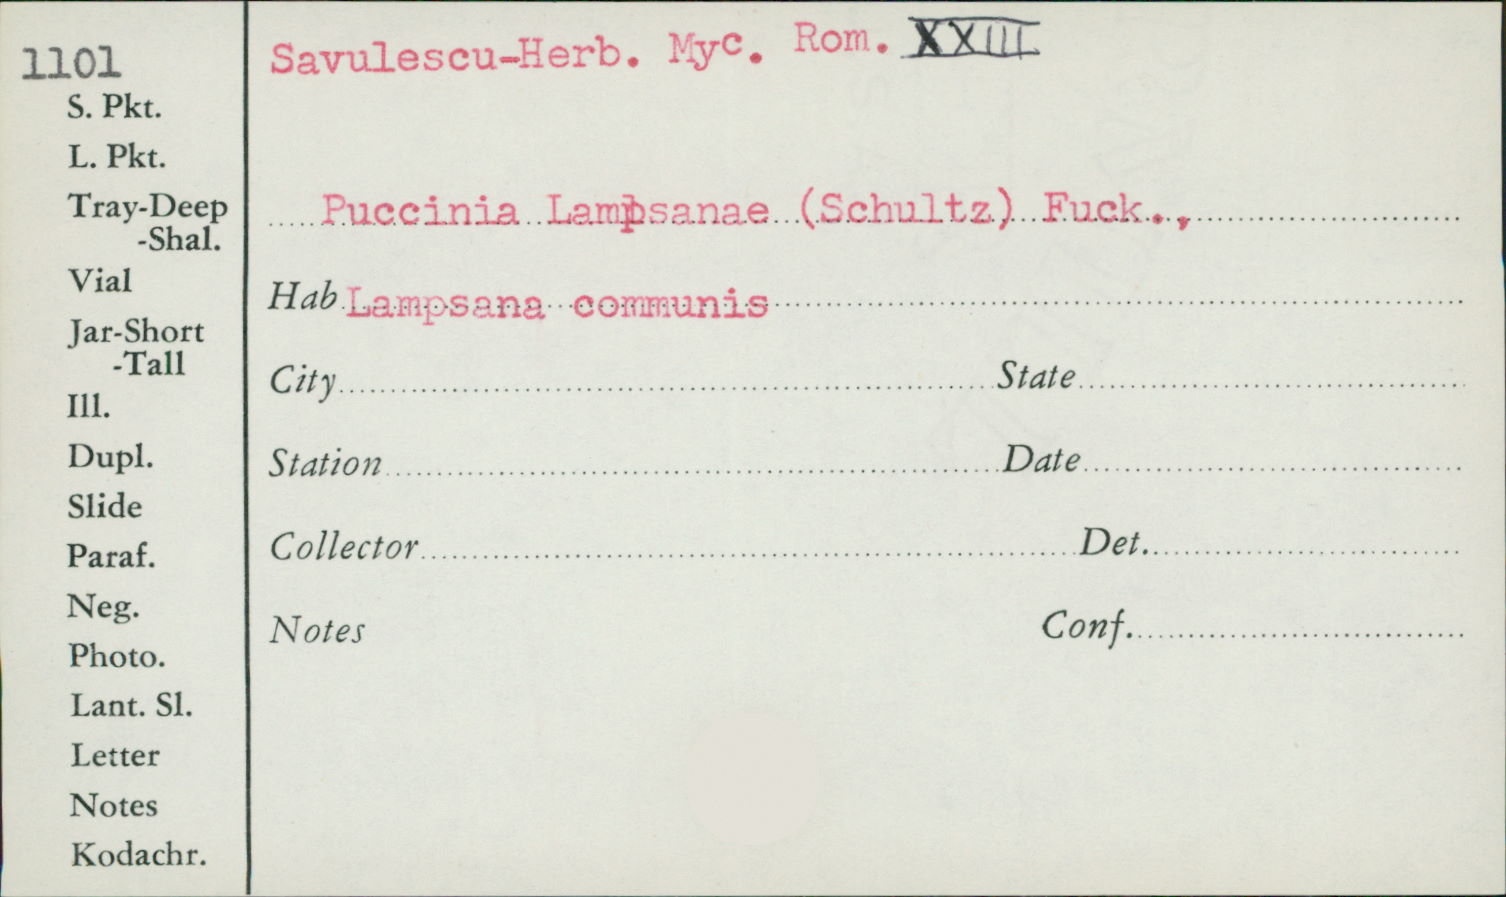 1101
Savulescu-Herb. Myc. Rom. XXIII
S. Pkt.
L. Pkt.
Tray-Deep
-Shal.
Vial
Jar-Short
-Tall
Ill.
Dupl.
Slide
Paraf.
Neg.
Photo.
Lant. Sl.
Letter
Notes
Kodachr.
Puccinia Lampsanae (Schultz) Fuck.,
Hab Lampsana communis
City State
Station Date
Collector Det.
Notes Conf.